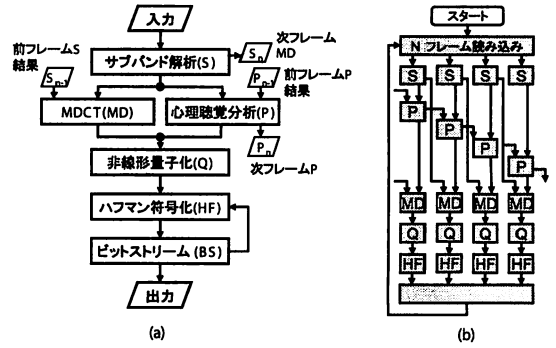 入力
前フレームS
結果
S_{n-1}
サブバンド解析(S)
S_n
次フレーム
MD
P_{n-1}
前フレームP
結果
MDCT(MD)
心理聴覚分析(P)
P_n
次フレームP
非線形量子化(Q)
ハフマン符号化(HF)
ビットストリーム(BS)
出力
(a)
スタート
N フレーム読み込み
S S S S
P
P
P
P
MD MD MD MD
Q Q Q Q
HF HF HF HF
(b)